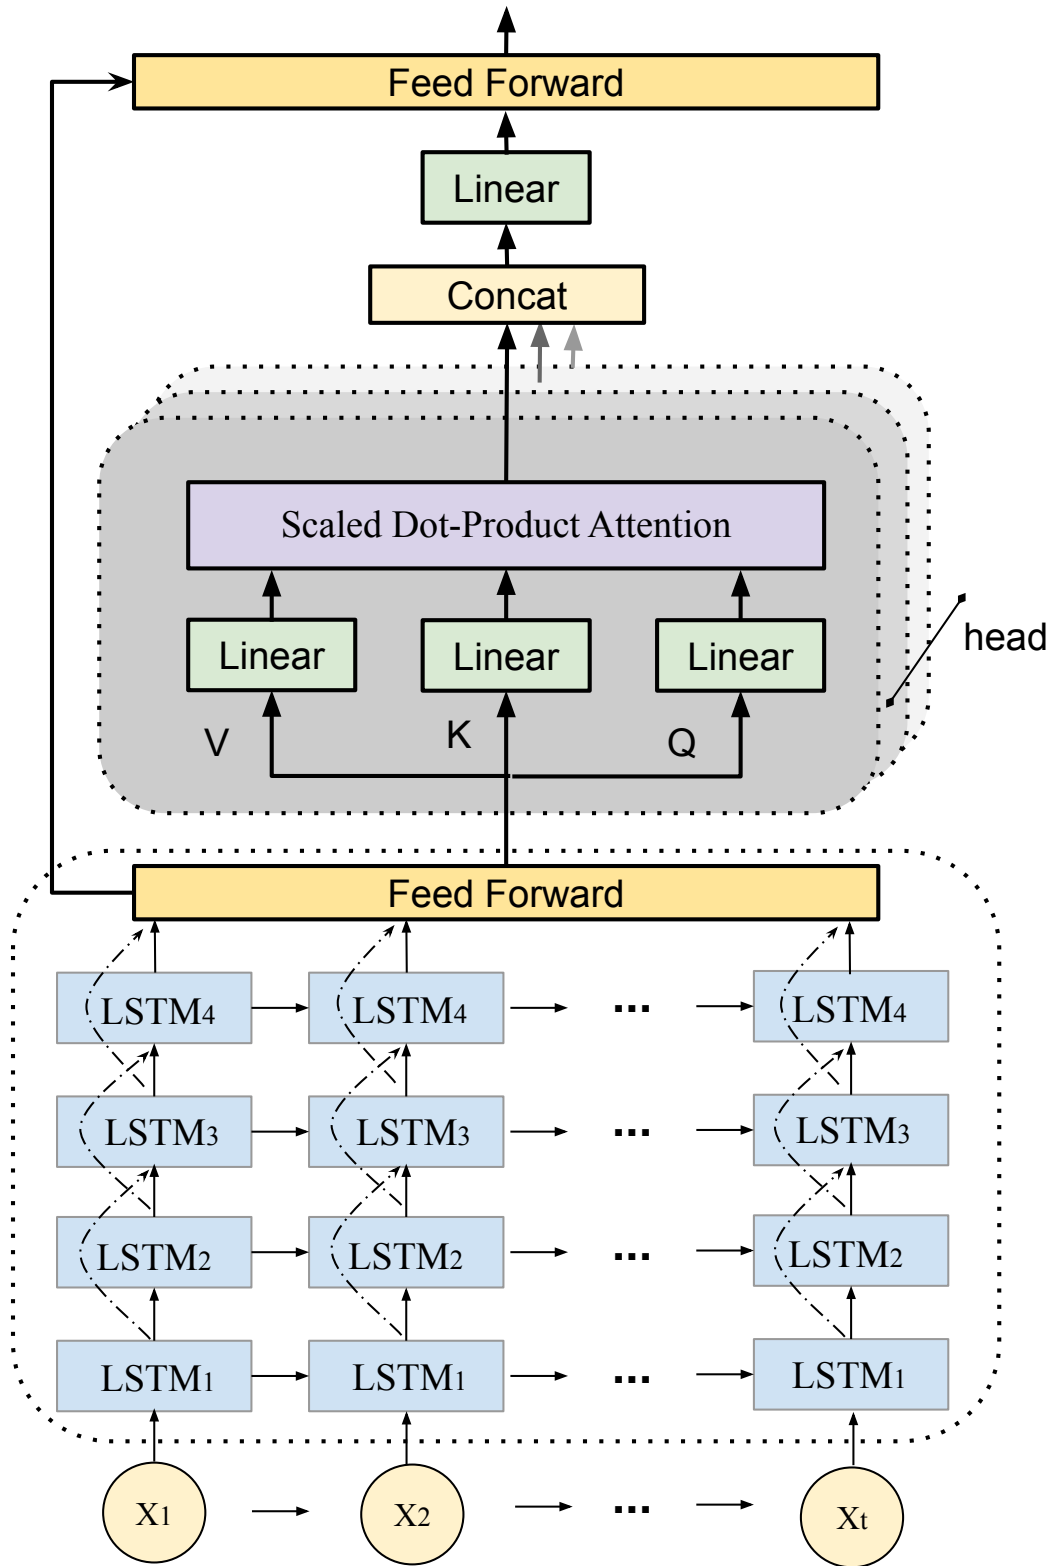 Feed Forward
Linear
Concat
Scaled Dot-Product Attention
Linear Linear Linear
head
V K Q
Feed Forward
LSTM4 LSTM4 ... LSTM4
LSTM3 LSTM3 ... LSTM3
LSTM2 LSTM2 ... LSTM2
LSTM1 LSTM1 ... LSTM1
X1 X2 ... Xt